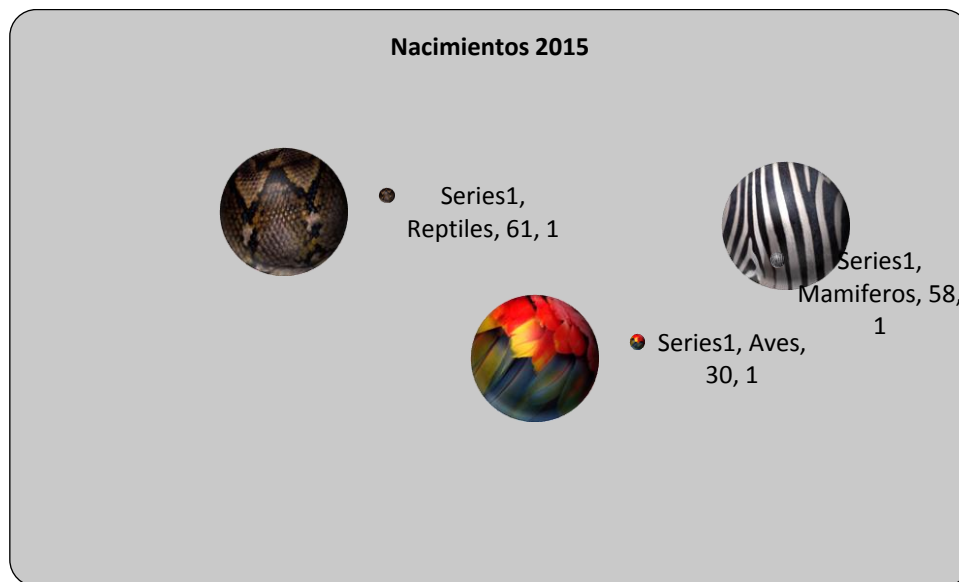 Nacimientos 2015
Series1,
Reptiles, 61, 1
Series1,
Mamiferos, 58,
1
Series1, Aves,
30, 1